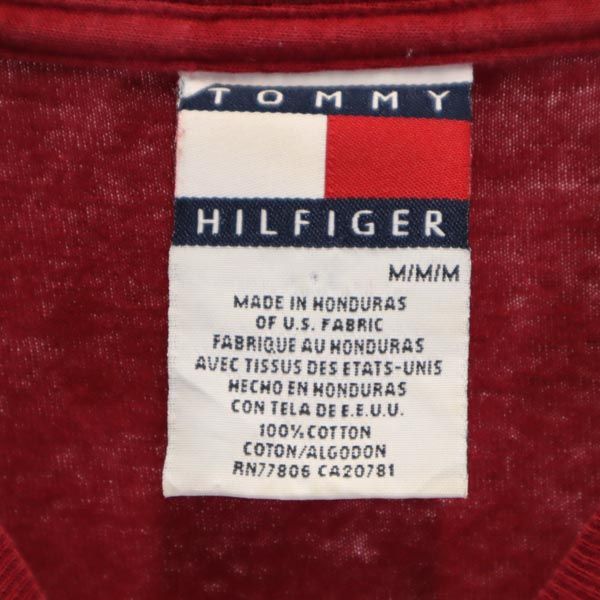 TOMMY
HILFIGER
M/M/M
MADE IN HONDURAS
OF U.S. FABRIC
FABRIQUE AU HONDURAS
AVEC TISSUS DES ETATS-UNIS
HECHO EN HONDURAS
CON TELA DE E.E.U.U.
100% COTTON
COTON/ALGODON
RN77806 CA20781